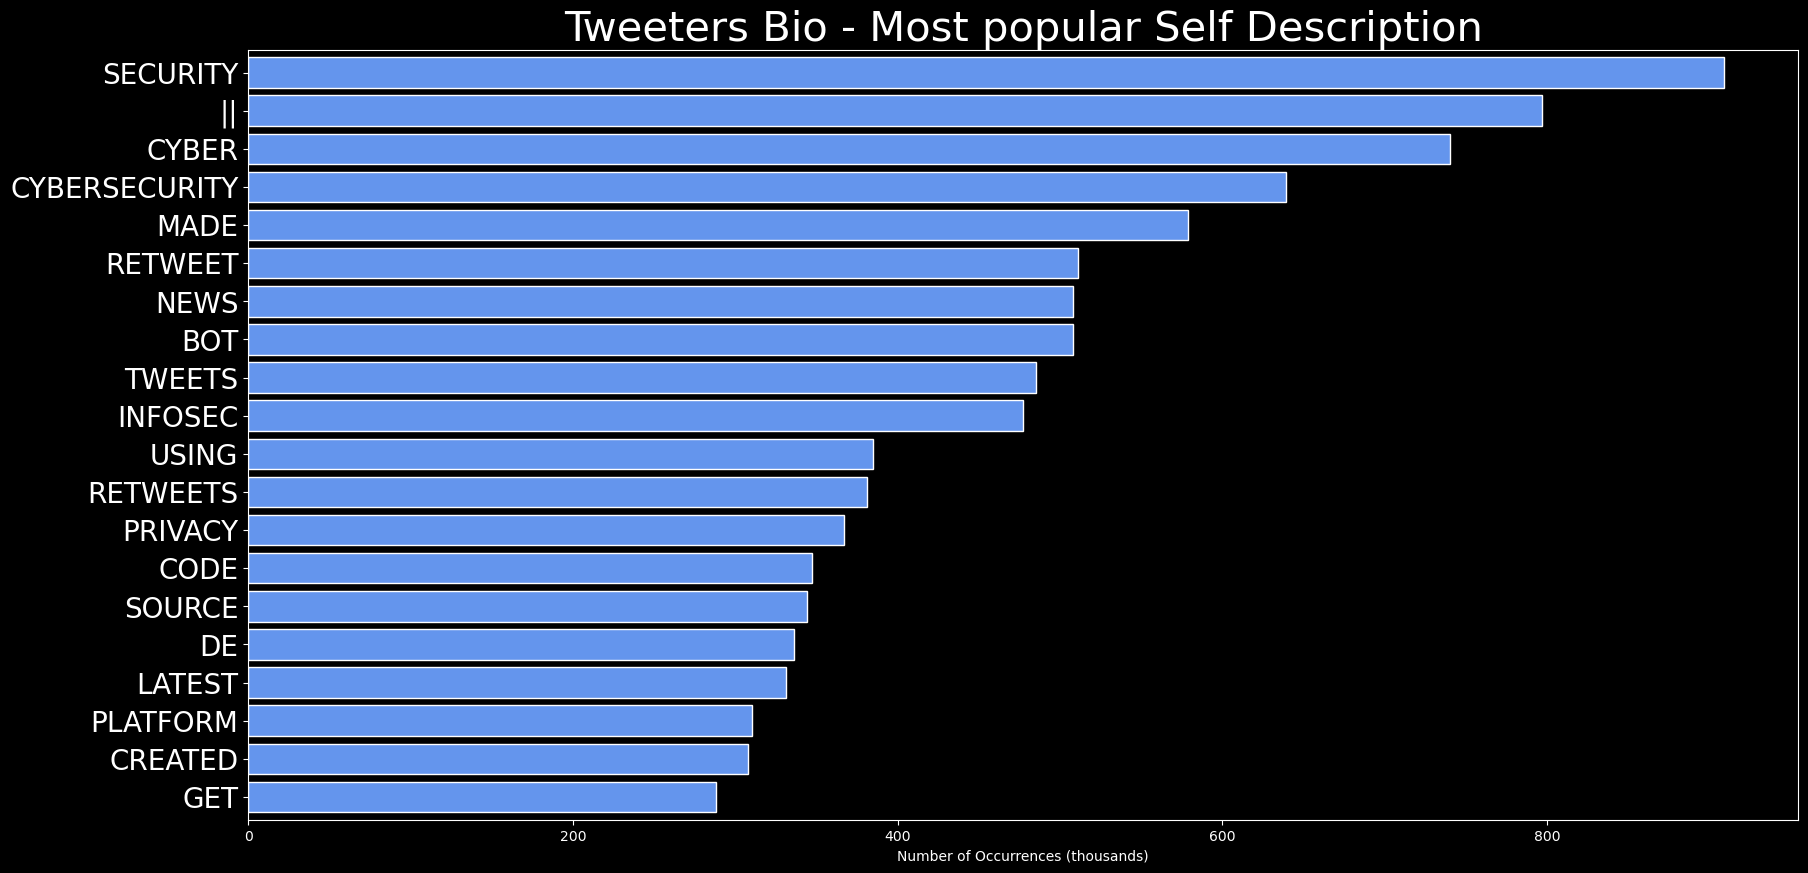 Tweeters Bio - Most popular Self Description
SECURITY
||
CYBER
CYBERSECURITY
MADE
RETWEET
NEWS
BOT
TWEETS
INFOSEC
USING
RETWEETS
PRIVACY
CODE
SOURCE
DE
LATEST
PLATFORM
CREATED
GET
0 200 400 600 800
Number of Occurrences (thousands)